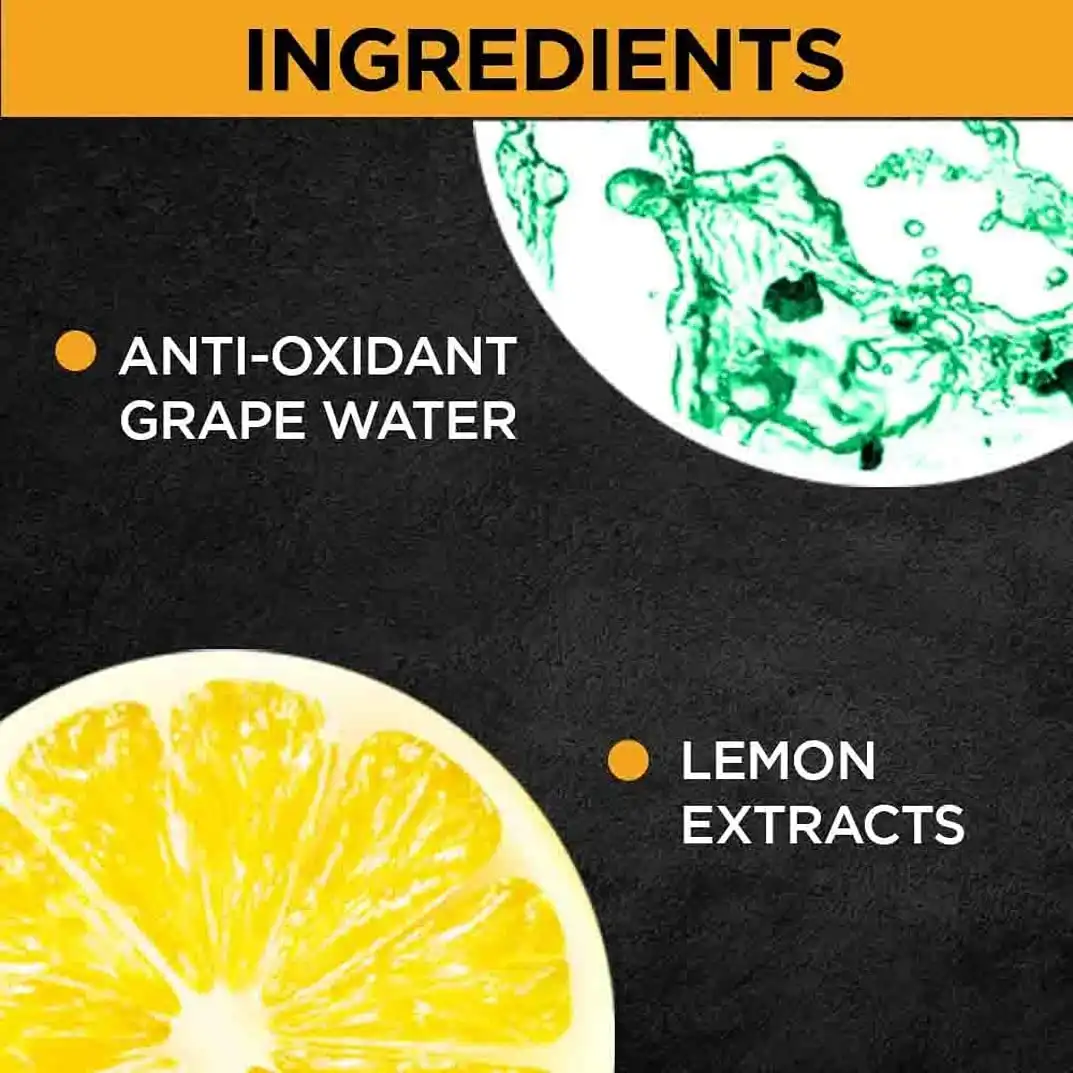 INGREDIENTS
ANTI-OXIDANT
GRAPE WATER
LEMON
EXTRACTS